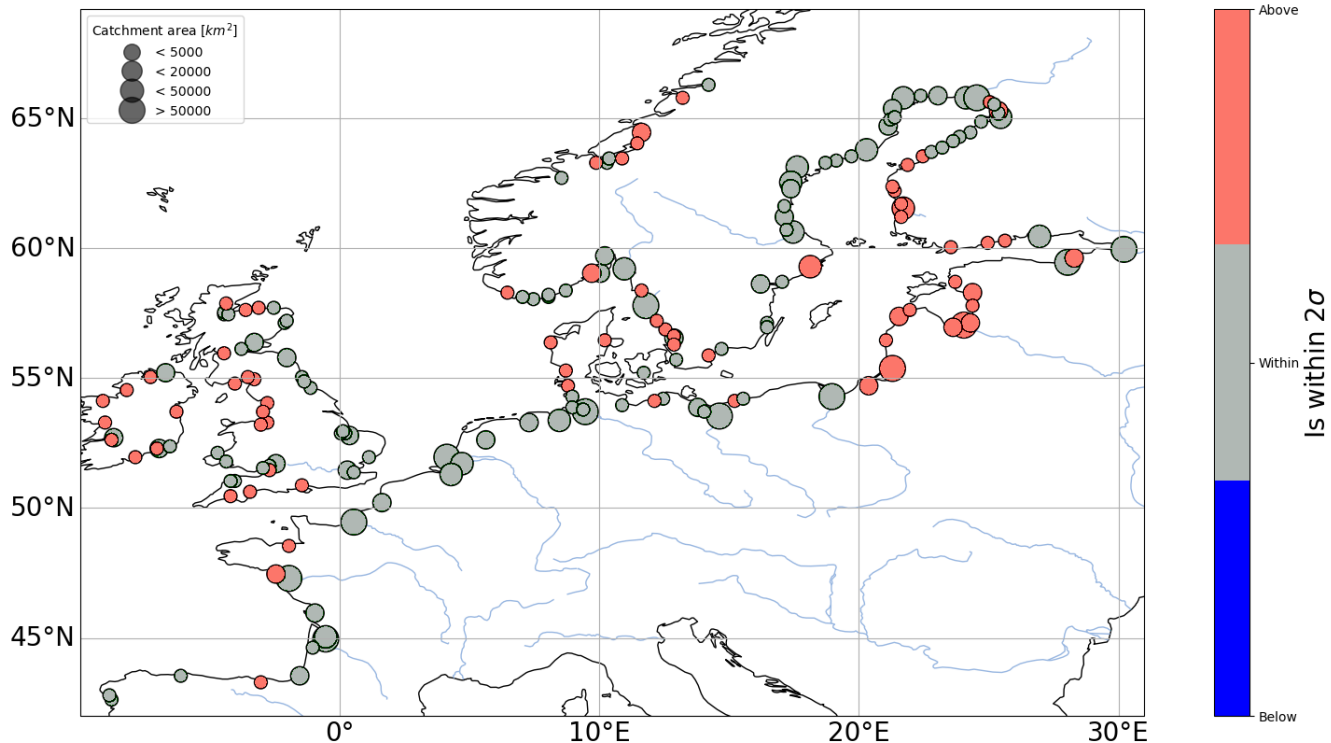 Catchment area [km²]
< 5000
< 20000
< 50000
> 50000
65°N
60°N
55°N
50°N
45°N
0°
10°E
20°E
30°E
Above
Within
Below
Is within 2σ